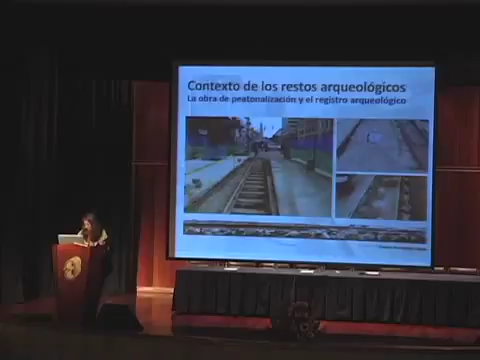 Contexto de los restos arqueológicos
La obra de peatonalización y el registro arqueológico